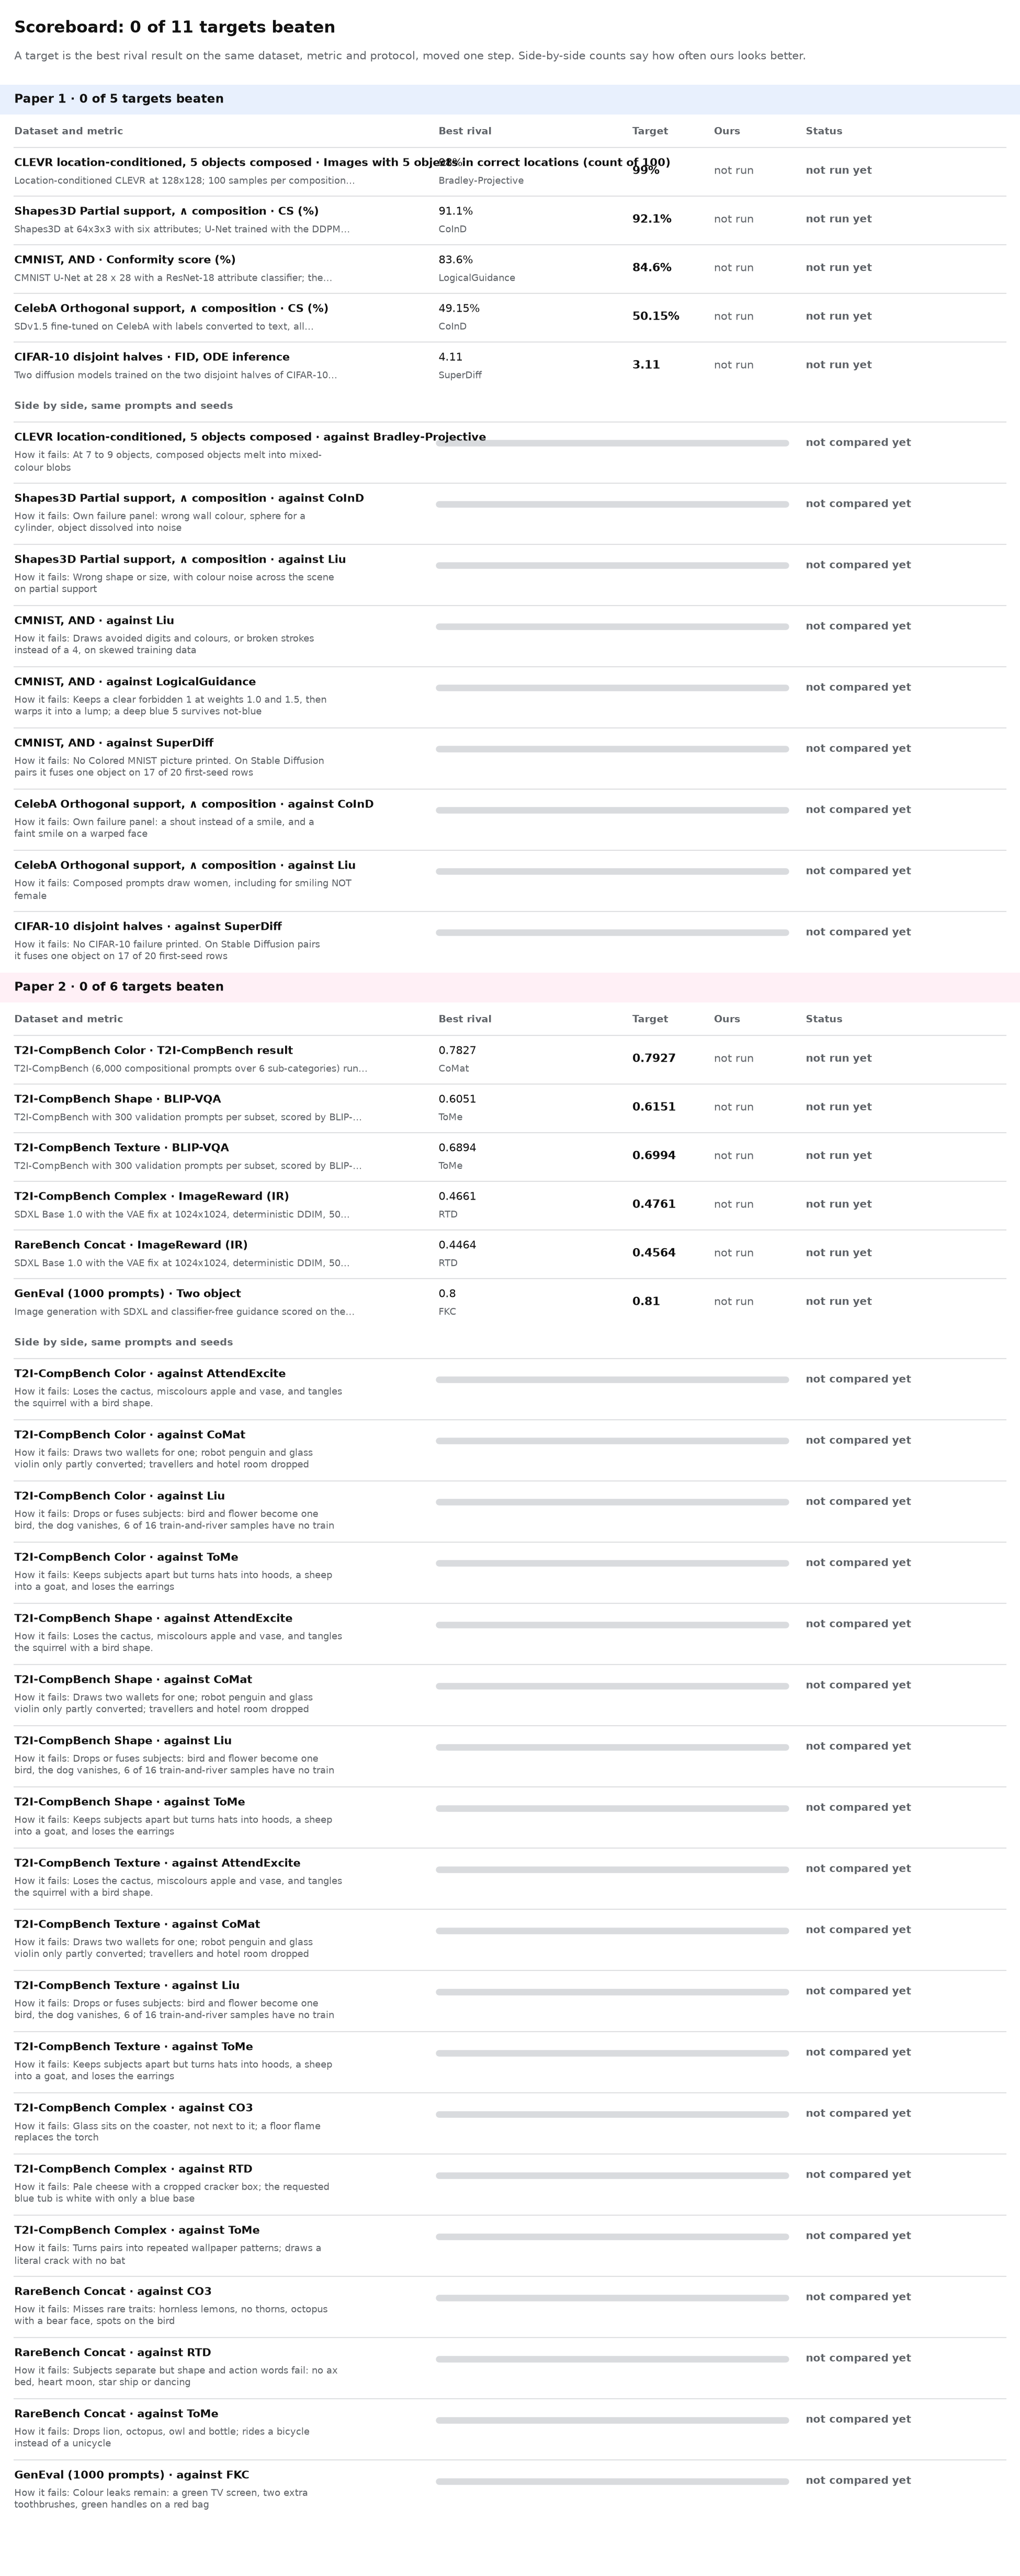 Scoreboard: 0 of 11 targets beaten
A target is the best rival result on the same dataset, metric and protocol, moved one step. Side-by-side counts say how often ours looks better.
Paper 1 · 0 of 5 targets beaten
Dataset and metric Best rival Target Ours Status
CLEVR location-conditioned, 5 objects composed · Images with 5 objects in correct locations (count of 100) 98% 99% not run not run yet
Location-conditioned CLEVR at 128x128; 100 samples per composition… Bradley-Projective
Shapes3D Partial support, ∧ composition · CS (%) 91.1% 92.1% not run not run yet
Shapes3D at 64x3x3 with six attributes; U-Net trained with the DDPM… CoInD
CMNIST, AND · Conformity score (%) 83.6% 84.6% not run not run yet
CMNIST U-Net at 28 x 28 with a ResNet-18 attribute classifier; the… LogicalGuidance
CelebA Orthogonal support, ∧ composition · CS (%) 49.15% 50.15% not run not run yet
SDv1.5 fine-tuned on CelebA with labels converted to text, all… CoInD
CIFAR-10 disjoint halves · FID, ODE inference 4.11 3.11 not run not run yet
Two diffusion models trained on the two disjoint halves of CIFAR-10… SuperDiff
Side by side, same prompts and seeds
CLEVR location-conditioned, 5 objects composed · against Bradley-Projective not compared yet
How it fails: At 7 to 9 objects, composed objects melt into mixed-
colour blobs
Shapes3D Partial support, ∧ composition · against CoInD not compared yet
How it fails: Own failure panel: wrong wall colour, sphere for a
cylinder, object dissolved into noise
Shapes3D Partial support, ∧ composition · against Liu not compared yet
How it fails: Wrong shape or size, with colour noise across the scene
on partial support
CMNIST, AND · against Liu not compared yet
How it fails: Draws avoided digits and colours, or broken strokes
instead of a 4, on skewed training data
CMNIST, AND · against LogicalGuidance not compared yet
How it fails: Keeps a clear forbidden 1 at weights 1.0 and 1.5, then
warps it into a lump; a deep blue 5 survives not-blue
CMNIST, AND · against SuperDiff not compared yet
How it fails: No Colored MNIST picture printed. On Stable Diffusion
pairs it fuses one object on 17 of 20 first-seed rows
CelebA Orthogonal support, ∧ composition · against CoInD not compared yet
How it fails: Own failure panel: a shout instead of a smile, and a
faint smile on a warped face
CelebA Orthogonal support, ∧ composition · against Liu not compared yet
How it fails: Composed prompts draw women, including for smiling NOT
female
CIFAR-10 disjoint halves · against SuperDiff not compared yet
How it fails: No CIFAR-10 failure printed. On Stable Diffusion pairs
it fuses one object on 17 of 20 first-seed rows
Paper 2 · 0 of 6 targets beaten
Dataset and metric Best rival Target Ours Status
T2I-CompBench Color · T2I-CompBench result 0.7827 0.7927 not run not run yet
T2I-CompBench (6,000 compositional prompts over 6 sub-categories) run… CoMat
T2I-CompBench Shape · BLIP-VQA 0.6051 0.6151 not run not run yet
T2I-CompBench with 300 validation prompts per subset, scored by BLIP-… ToMe
T2I-CompBench Texture · BLIP-VQA 0.6894 0.6994 not run not run yet
T2I-CompBench with 300 validation prompts per subset, scored by BLIP-… ToMe
T2I-CompBench Complex · ImageReward (IR) 0.4661 0.4761 not run not run yet
SDXL Base 1.0 with the VAE fix at 1024x1024, deterministic DDIM, 50… RTD
RareBench Concat · ImageReward (IR) 0.4464 0.4564 not run not run yet
SDXL Base 1.0 with the VAE fix at 1024x1024, deterministic DDIM, 50… RTD
GenEval (1000 prompts) · Two object 0.8 0.81 not run not run yet
Image generation with SDXL and classifier-free guidance scored on the… FKC
Side by side, same prompts and seeds
T2I-CompBench Color · against AttendExcite not compared yet
How it fails: Loses the cactus, miscolours apple and vase, and tangles
the squirrel with a bird shape.
T2I-CompBench Color · against CoMat not compared yet
How it fails: Draws two wallets for one; robot penguin and glass
violin only partly converted; travellers and hotel room dropped
T2I-CompBench Color · against Liu not compared yet
How it fails: Drops or fuses subjects: bird and flower become one
bird, the dog vanishes, 6 of 16 train-and-river samples have no train
T2I-CompBench Color · against ToMe not compared yet
How it fails: Keeps subjects apart but turns hats into hoods, a sheep
into a goat, and loses the earrings
T2I-CompBench Shape · against AttendExcite not compared yet
How it fails: Loses the cactus, miscolours apple and vase, and tangles
the squirrel with a bird shape.
T2I-CompBench Shape · against CoMat not compared yet
How it fails: Draws two wallets for one; robot penguin and glass
violin only partly converted; travellers and hotel room dropped
T2I-CompBench Shape · against Liu not compared yet
How it fails: Drops or fuses subjects: bird and flower become one
bird, the dog vanishes, 6 of 16 train-and-river samples have no train
T2I-CompBench Shape · against ToMe not compared yet
How it fails: Keeps subjects apart but turns hats into hoods, a sheep
into a goat, and loses the earrings
T2I-CompBench Texture · against AttendExcite not compared yet
How it fails: Loses the cactus, miscolours apple and vase, and tangles
the squirrel with a bird shape.
T2I-CompBench Texture · against CoMat not compared yet
How it fails: Draws two wallets for one; robot penguin and glass
violin only partly converted; travellers and hotel room dropped
T2I-CompBench Texture · against Liu not compared yet
How it fails: Drops or fuses subjects: bird and flower become one
bird, the dog vanishes, 6 of 16 train-and-river samples have no train
T2I-CompBench Texture · against ToMe not compared yet
How it fails: Keeps subjects apart but turns hats into hoods, a sheep
into a goat, and loses the earrings
T2I-CompBench Complex · against CO3 not compared yet
How it fails: Glass sits on the coaster, not next to it; a floor flame
replaces the torch
T2I-CompBench Complex · against RTD not compared yet
How it fails: Pale cheese with a cropped cracker box; the requested
blue tub is white with only a blue base
T2I-CompBench Complex · against ToMe not compared yet
How it fails: Turns pairs into repeated wallpaper patterns; draws a
literal crack with no bat
RareBench Concat · against CO3 not compared yet
How it fails: Misses rare traits: hornless lemons, no thorns, octopus
with a bear face, spots on the bird
RareBench Concat · against RTD not compared yet
How it fails: Subjects separate but shape and action words fail: no ax
bed, heart moon, star ship or dancing
RareBench Concat · against ToMe not compared yet
How it fails: Drops lion, octopus, owl and bottle; rides a bicycle
instead of a unicycle
GenEval (1000 prompts) · against FKC not compared yet
How it fails: Colour leaks remain: a green TV screen, two extra
toothbrushes, green handles on a red bag